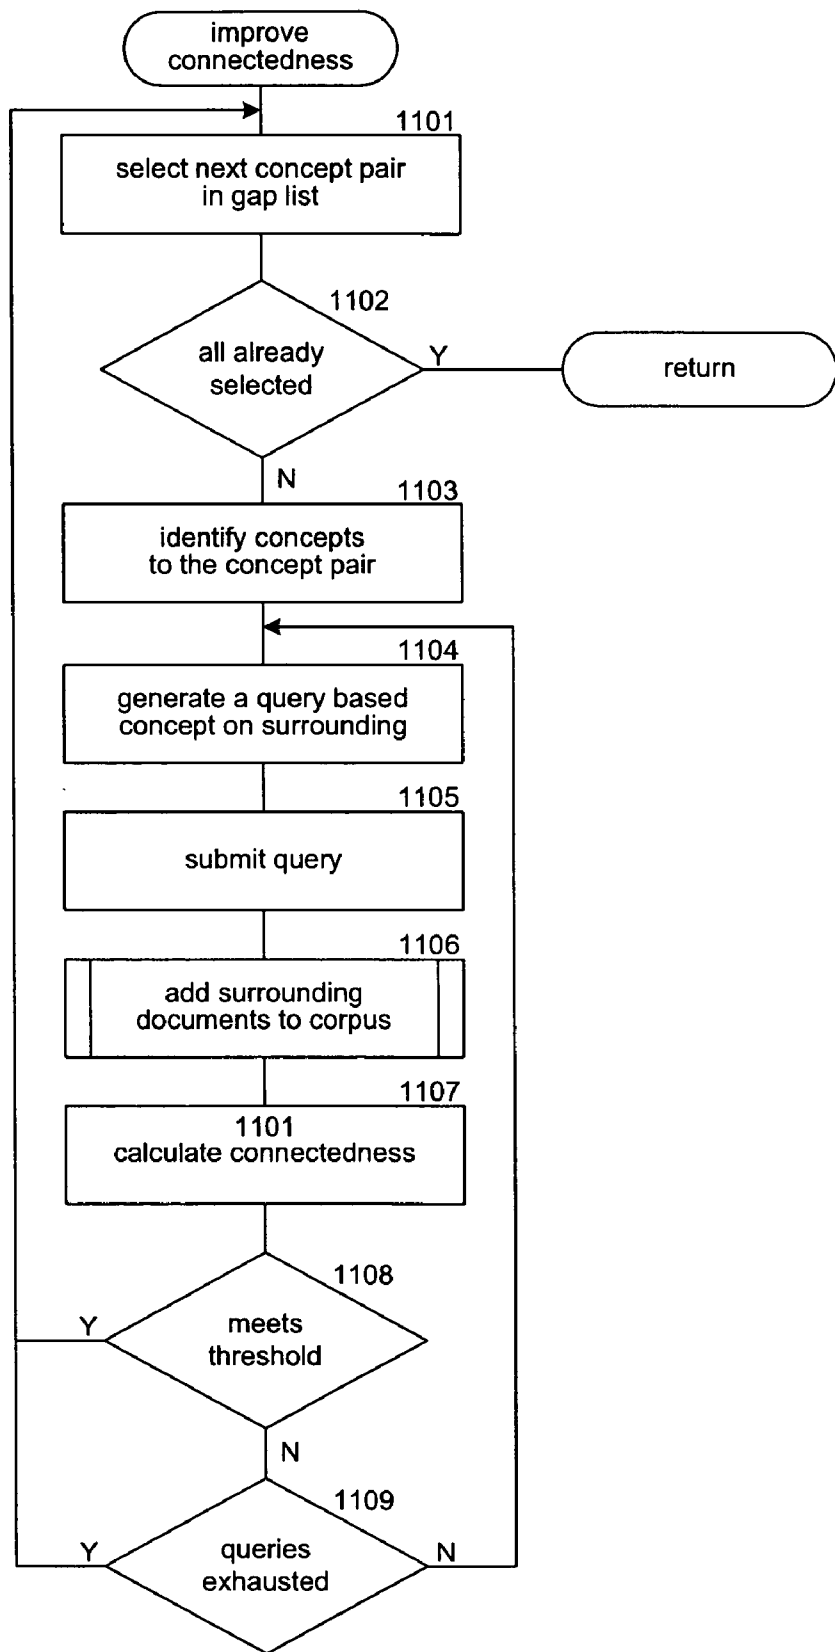 improve
connectedness
1101
select next concept pair
in gap list
1102
all already
selected
Y
return
N
1103
identify concepts
to the concept pair
1104
generate a query based
concept on surrounding
1105
submit query
1106
add surrounding
documents to corpus
1107
1101
calculate connectedness
1108
Y
meets
threshold
N
1109
Y
queries
exhausted
N